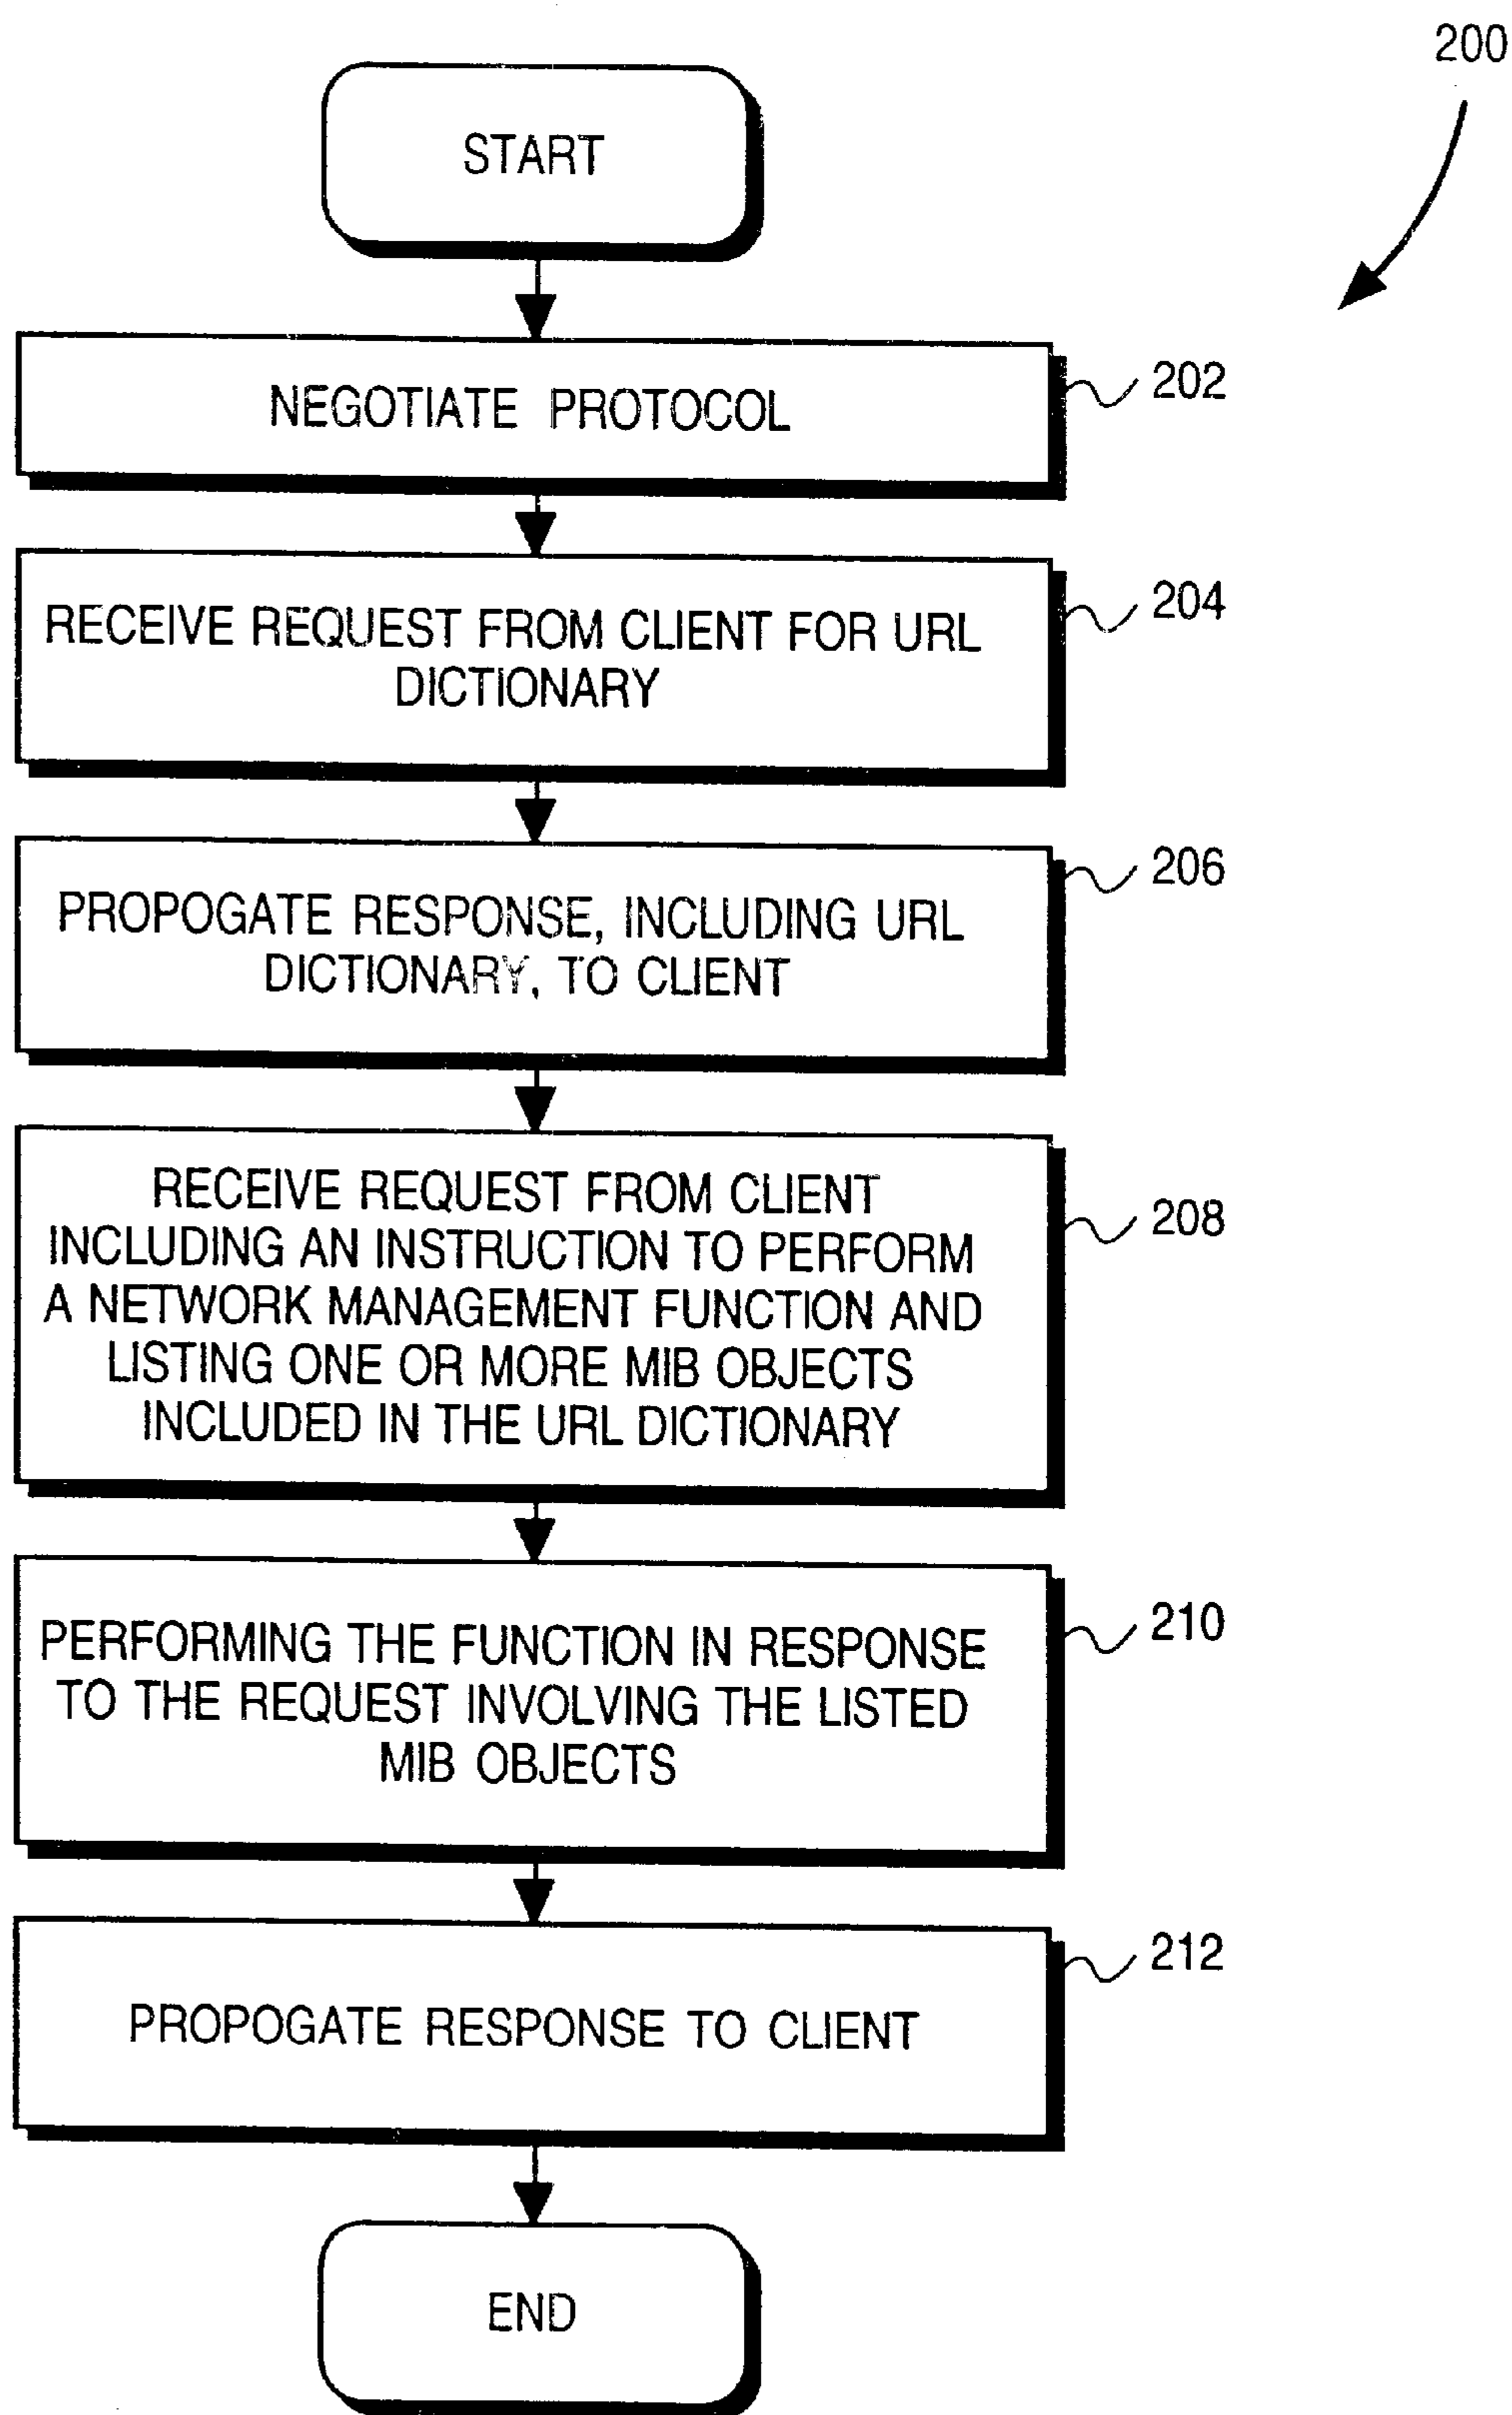 200
START
NEGOTIATE PROTOCOL
202
RECEIVE REQUEST FROM CLIENT FOR URL
DICTIONARY
204
PROPOGATE RESPONSE, INCLUDING URL
DICTIONARY, TO CLIENT
206
RECEIVE REQUEST FROM CLIENT
INCLUDING AN INSTRUCTION TO PERFORM
A NETWORK MANAGEMENT FUNCTION AND
LISTING ONE OR MORE MIB OBJECTS
INCLUDED IN THE URL DICTIONARY
208
PERFORMING THE FUNCTION IN RESPONSE
TO THE REQUEST INVOLVING THE LISTED
MIB OBJECTS
210
PROPOGATE RESPONSE TO CLIENT
212
END